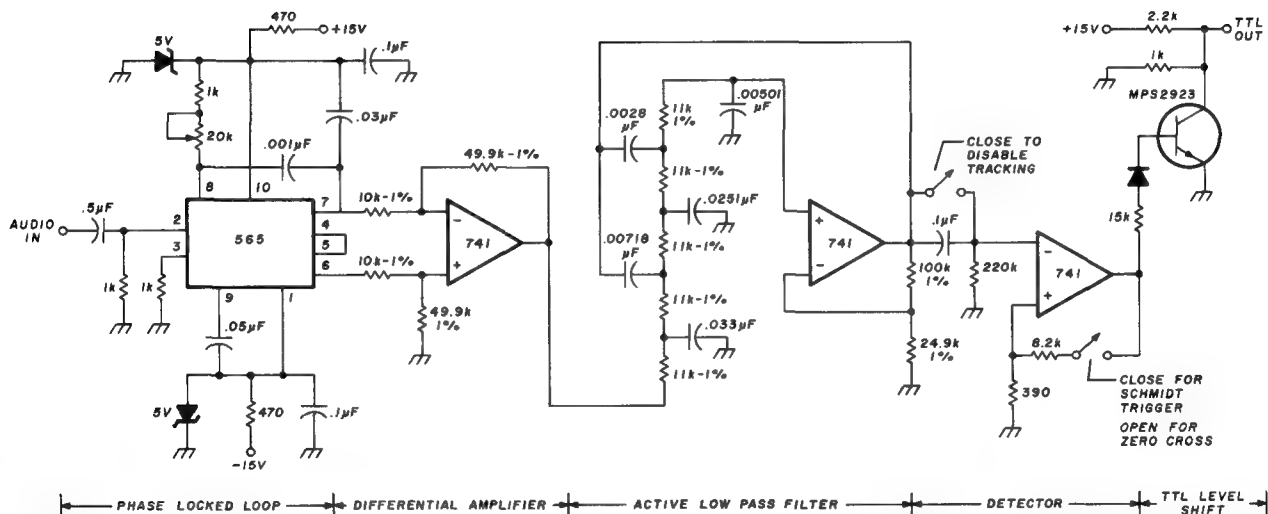 470
+15V
5V
.1µF
1k
.03µF
20k
.001µF
8
10
AUDIO IN
.5µF
2
3
565
7
4
5
6
9
1
1k
1k
.05µF
5V
470
.1µF
-15V
10k-1%
49.9k-1%
10k-1%
741
49.9k
1%
.0028
µF
11k
1%
.00501
µF
11k-1%
.0251µF
11k-1%
.00718
µF
11k-1%
.033µF
11k-1%
741
CLOSE TO
DISABLE
TRACKING
.1µF
100k
1%
220k
24.9k
1%
741
8.2k
390
CLOSE FOR
SCHMIDT
TRIGGER
OPEN FOR
ZERO CROSS
+15V
2.2k
TTL
OUT
1k
MPS2923
15k
PHASE LOCKED LOOP
DIFFERENTIAL AMPLIFIER
ACTIVE LOW PASS FILTER
DETECTOR
TTL LEVEL
SHIFT